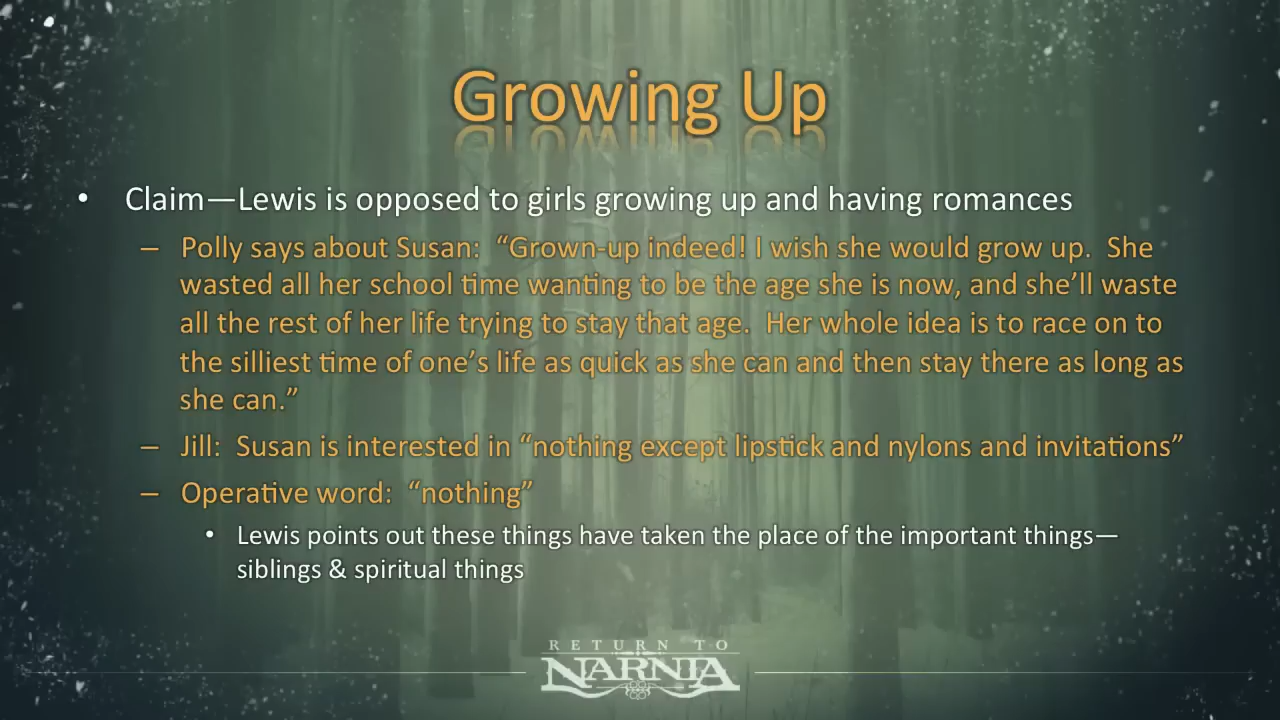 Growing Up
• Claim—Lewis is opposed to girls growing up and having romances
– Polly says about Susan: “Grown-up indeed! I wish she would grow up. She
wasted all her school time wanting to be the age she is now, and she’ll waste
all the rest of her life trying to stay that age. Her whole idea is to race on to
the silliest time of one’s life as quick as she can and then stay there as long as
she can.”
– Jill: Susan is interested in “nothing except lipstick and nylons and invitations”
– Operative word: “nothing”
• Lewis points out these things have taken the place of the important things—
siblings & spiritual things
RETURN TO
NARNIA